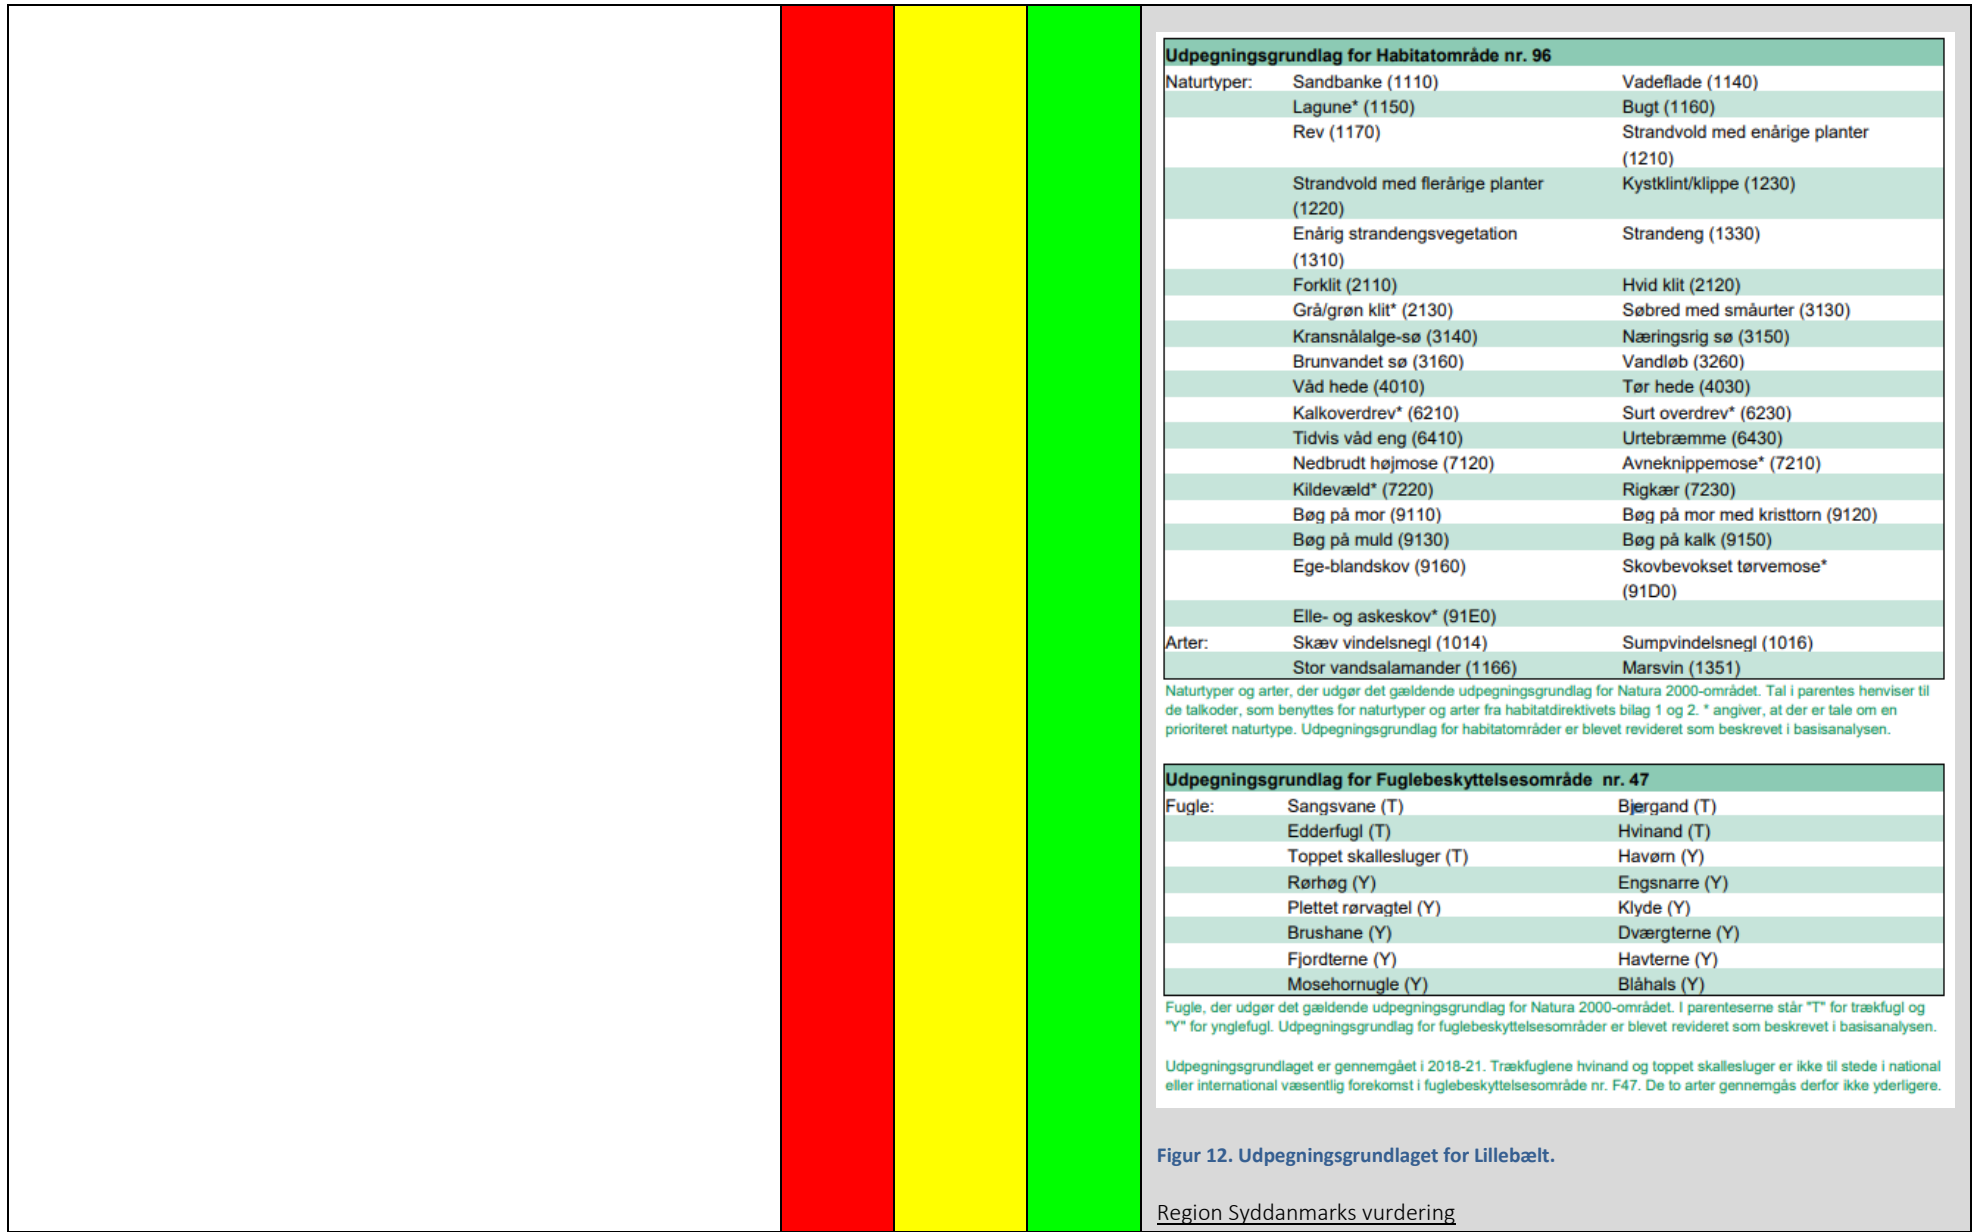 Udpegningsgrundlag for Habitatområde nr. 96
Naturtyper: Sandbanke (1110) Vadeflade (1140)
Lagune* (1150) Bugt (1160)
Rev (1170) Strandvold med enårige planter
(1210)
Strandvold med flerårige planter Kystklint/klippe (1230)
(1220)
Enårig strandengsvegetation Strandeng (1330)
(1310)
Forklit (2110) Hvid klit (2120)
Grå/grøn klit* (2130) Søbred med småurter (3130)
Kransnålalge-sø (3140) Næringsrig sø (3150)
Brunvandet sø (3160) Vandløb (3260)
Våd hede (4010) Tør hede (4030)
Kalkoverdrev* (6210) Surt overdrev* (6230)
Tidvis våd eng (6410) Urtebræmme (6430)
Nedbrudt højmose (7120) Avneknippemose* (7210)
Kildevæld* (7220) Rigkær (7230)
Bøg på mor (9110) Bøg på mor med kristtorn (9120)
Bøg på muld (9130) Bøg på kalk (9150)
Ege-blandskov (9160) Skovbevokset tørvemose*
(91D0)
Elle- og askeskov* (91E0)
Arter: Skæv vindelsnegl (1014) Sumpvindelsnegl (1016)
Stor vandsalamander (1166) Marsvin (1351)
Naturtyper og arter, der udgør det gældende udpegningsgrundlag for Natura 2000-området. Tal i parentes henviser til
de talkoder, som benyttes for naturtyper og arter fra habitatdirektivets bilag 1 og 2. * angiver, at der er tale om en
prioriteret naturtype. Udpegningsgrundlag for habitatområder er blevet revideret som beskrevet i basisanalysen.
Udpegningsgrundlag for Fuglebeskyttelsesområde nr. 47
Fugle: Sangsvane (T) Bjergand (T)
Edderfugl (T) Hvinand (T)
Toppet skallesluger (T) Havørn (Y)
Rørhøg (Y) Engsnarre (Y)
Plettet rørvagtel (Y) Klyde (Y)
Brushane (Y) Dværgterne (Y)
Fjordterne (Y) Havterne (Y)
Mosehornugle (Y) Blåhals (Y)
Fugle, der udgør det gældende udpegningsgrundlag for Natura 2000-området. I parenteserne står "T" for trækfugl og
"Y" for ynglefugl. Udpegningsgrundlag for fuglebeskyttelsesområder er blevet revideret som beskrevet i basisanalysen.
Udpegningsgrundlaget er gennemgået i 2018-21. Trækfuglene hvinand og toppet skallesluger er ikke til stede i national
eller international væsentlig forekomst i fuglebeskyttelsesområde nr. F47. De to arter gennemgås derfor ikke yderligere.
Figur 12. Udpegningsgrundlaget for Lillebælt.
Region Syddanmarks vurdering